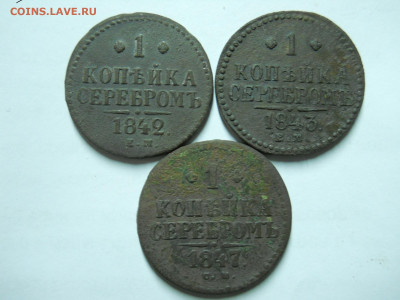 COINS.LAVE.RU
1
КОПѢЙКА
СЕРЕБРОМЪ
1842.
Е.М.
1
КОПѢЙКА
СЕРЕБРОМЪ
1843.
Е.М.
1
КОПѢЙКА
СЕРЕБРОМЪ
1847.
С.М.